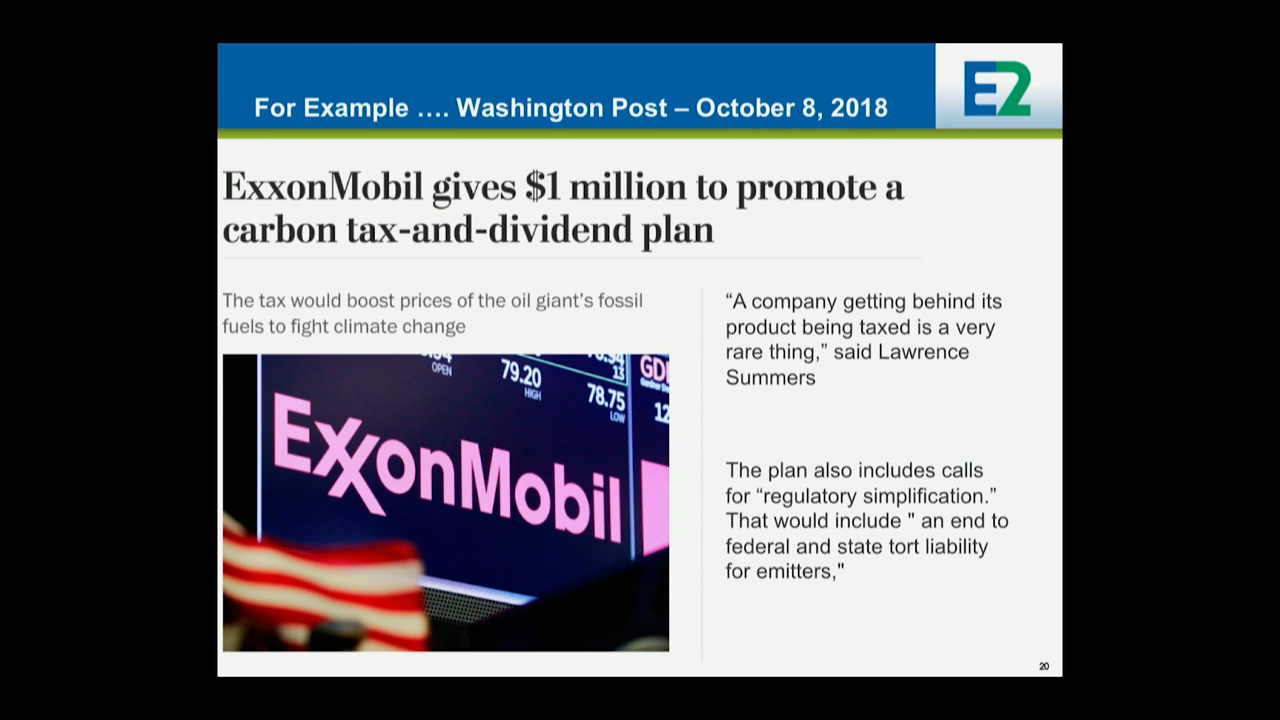 For Example .... Washington Post – October 8, 2018
E2
ExxonMobil gives $1 million to promote a
carbon tax-and-dividend plan
The tax would boost prices of the oil giant’s fossil
fuels to fight climate change
OPEN
79.20
HIGH
13
78.75
LOW
GDI
12
ExxonMobil
“A company getting behind its
product being taxed is a very
rare thing,” said Lawrence
Summers
The plan also includes calls
for “regulatory simplification.”
That would include " an end to
federal and state tort liability
for emitters,"
20